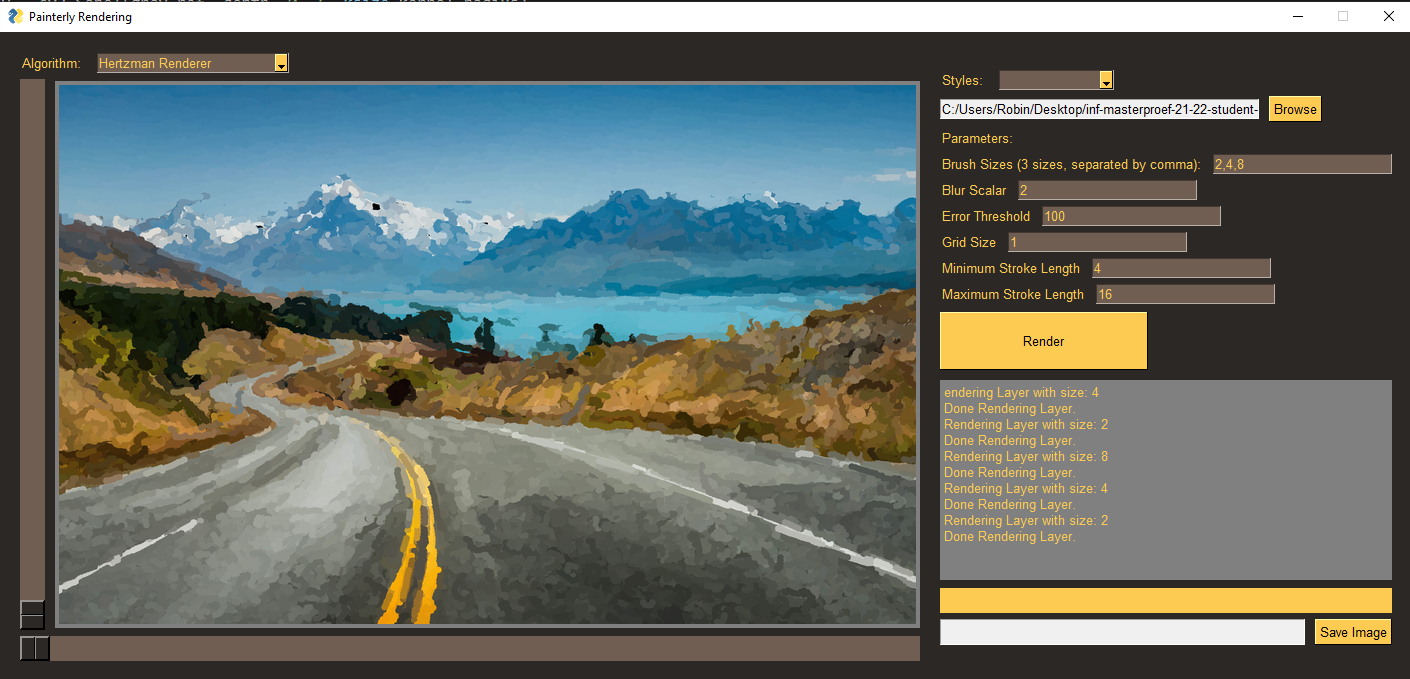 Painterly Rendering
Algorithm: Hertzman Renderer
Styles:
C:/Users/Robin/Desktop/inf-masterproef-21-22-student- Browse
Parameters:
Brush Sizes (3 sizes, separated by comma): 2,4,8
Blur Scalar 2
Error Threshold 100
Grid Size 1
Minimum Stroke Length 4
Maximum Stroke Length 16
Render
endering Layer with size: 4
Done Rendering Layer.
Rendering Layer with size: 2
Done Rendering Layer.
Rendering Layer with size: 8
Done Rendering Layer.
Rendering Layer with size: 4
Done Rendering Layer.
Rendering Layer with size: 2
Done Rendering Layer.
Save Image